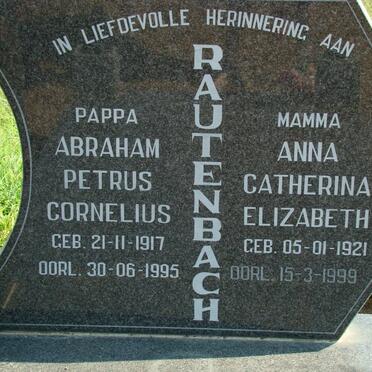 IN LIEFDEVOLLE HERINNERING AAN
PAPPA
ABRAHAM
PETRUS
CORNELIUS
GEB. 21-11-1917
OORL. 30-06-1995
RAUTENBACH
MAMMA
ANNA
CATHERINA
ELIZABETH
GEB. 05-01-1921
OORL. 15-3-1999